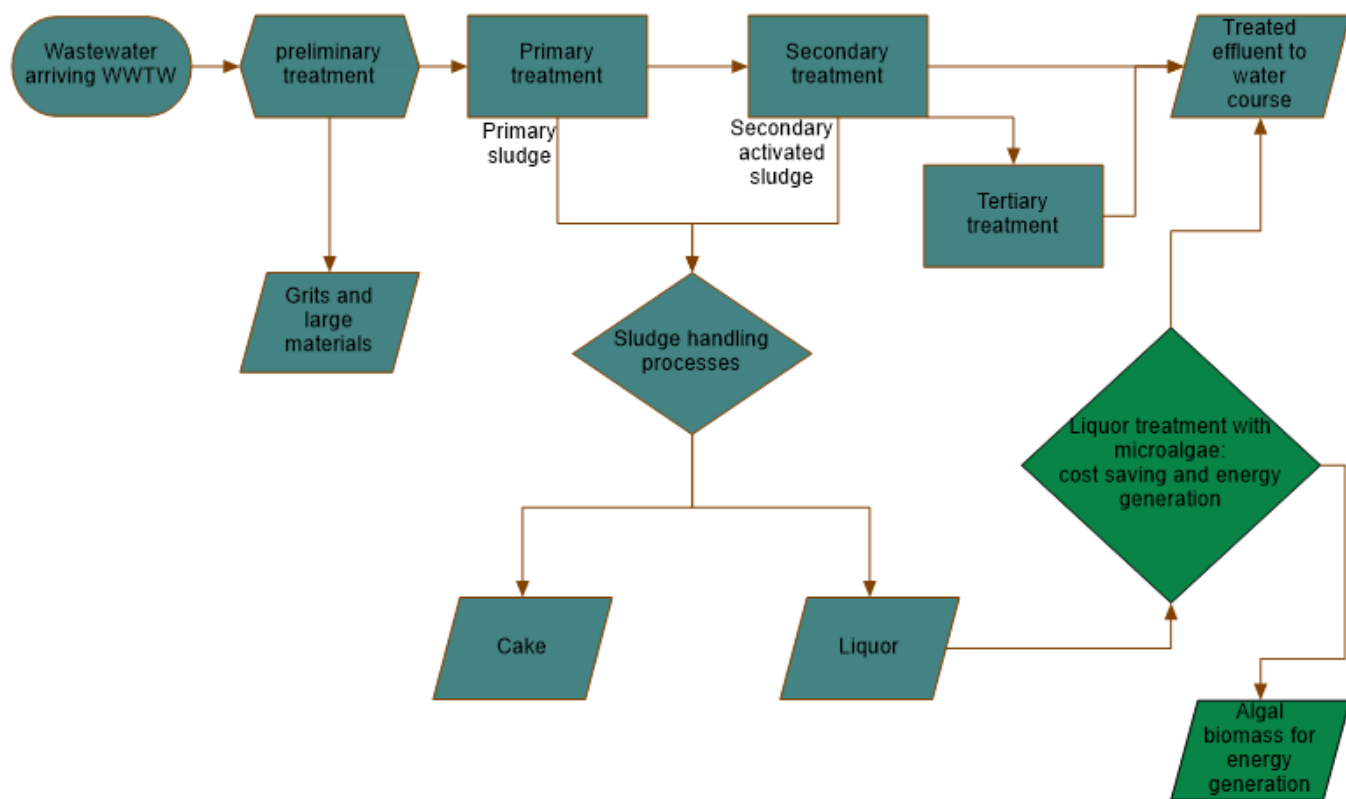 Wastewater
arriving WWTW
preliminary
treatment
Primary
treatment
Secondary
treatment
Treated
effluent to
water
course
Primary
sludge
Secondary
activated
sludge
Tertiary
treatment
Grits and
large
materials
Sludge handling
processes
Liquor treatment with
microalgae:
cost saving and energy
generation
Cake
Liquor
Algal
biomass for
energy
generation